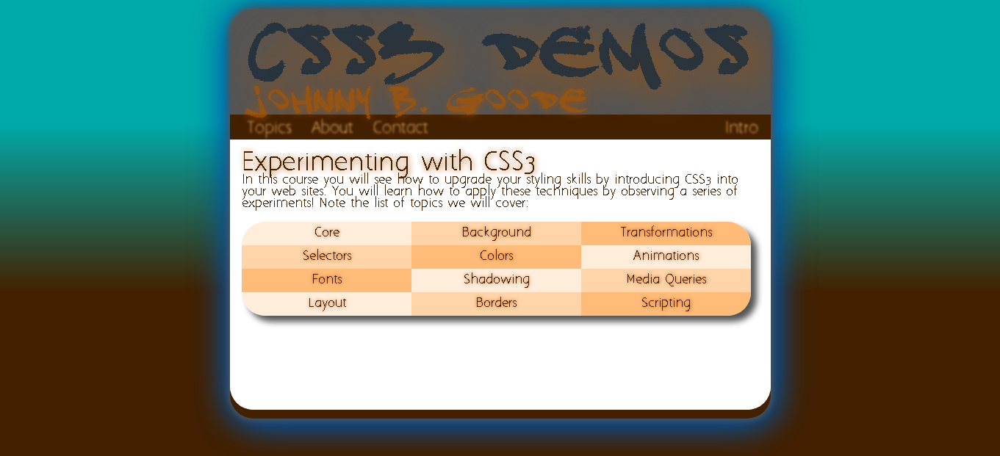 CSS3 DEMOS
JOHNNY B. GOODE
Topics About Contact Intro
Experimenting with CSS3
In this course you will see how to upgrade your styling skills by introducing CSS3 into
your web sites. You will learn how to apply these techniques by observing a series of
experiments! Note the list of topics we will cover:
Core Background Transformations
Selectors Colors Animations
Fonts Shadowing Media Queries
Layout Borders Scripting